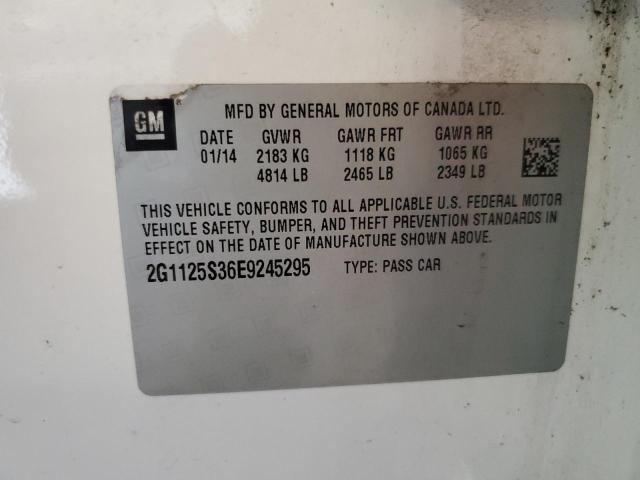 GM
MFD BY GENERAL MOTORS OF CANADA LTD.
DATE GVWR GAWR FRT GAWR RR
01/14 2183 KG 1118 KG 1065 KG
4814 LB 2465 LB 2349 LB
THIS VEHICLE CONFORMS TO ALL APPLICABLE U.S. FEDERAL MOTOR
VEHICLE SAFETY, BUMPER, AND THEFT PREVENTION STANDARDS IN
EFFECT ON THE DATE OF MANUFACTURE SHOWN ABOVE.
2G1125S36E9245295 TYPE: PASS CAR